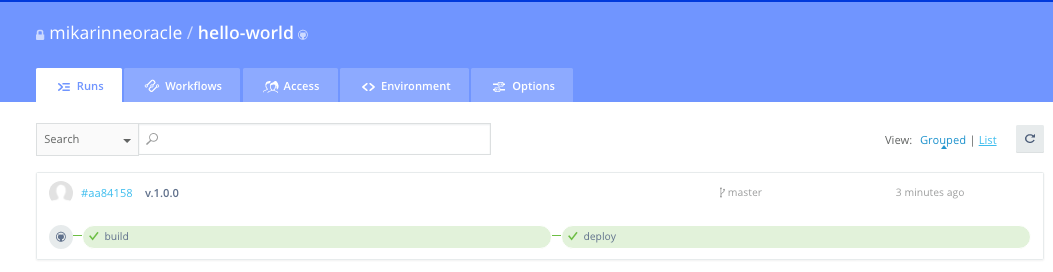 mikarinneoracle / hello-world
Runs Workflows Access Environment Options
Search View: Grouped | List
#aa84158 v.1.0.0 master 3 minutes ago
build deploy